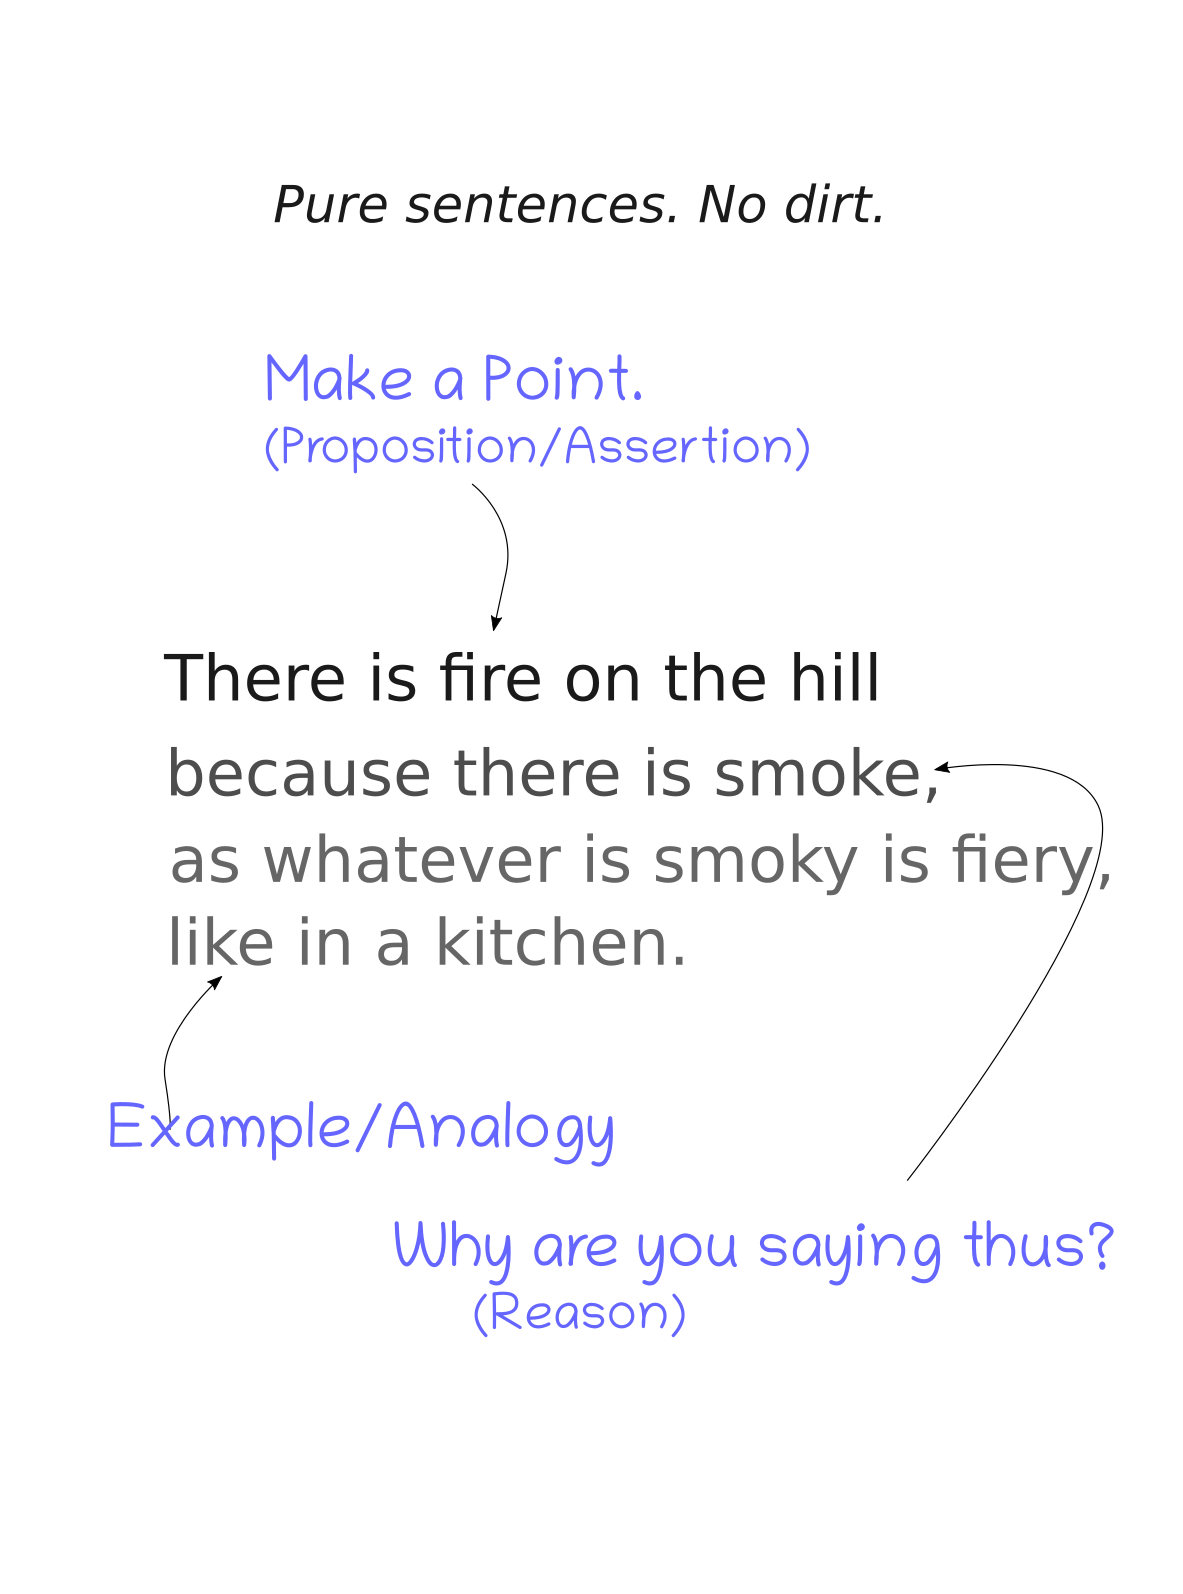 Pure sentences. No dirt.
Make a Point.
(Proposition/Assertion)
There is fire on the hill
because there is smoke,
as whatever is smoky is fiery,
like in a kitchen.
Example/Analogy
Why are you saying thus?
(Reason)